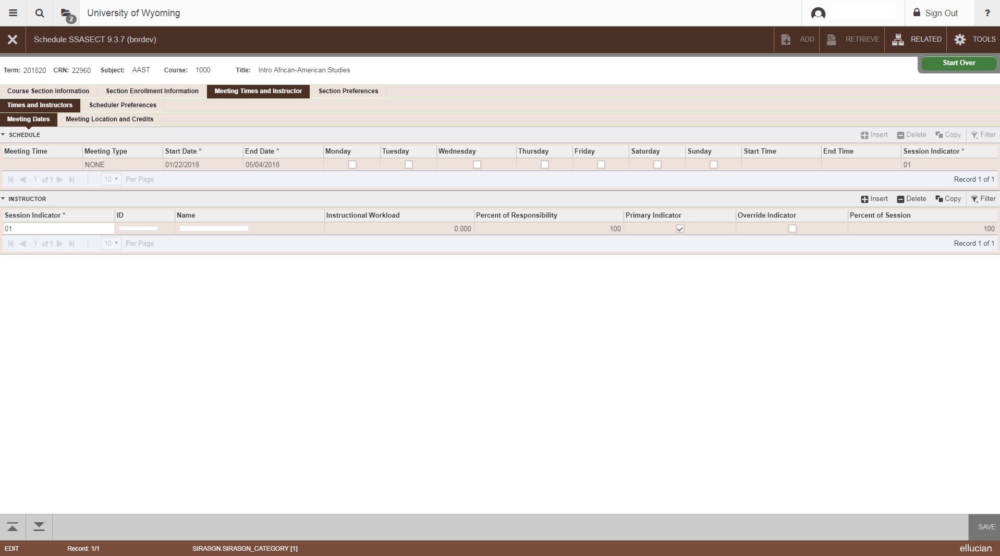 2 University of Wyoming Sign Out ?
Schedule SSASECT 9.3.7 (bnrdev) ADD RETRIEVE RELATED TOOLS
Start Over
Term: 201820 CRN: 22960 Subject: AAST Course: 1000 Title: Intro African-American Studies
Course Section Information Section Enrollment Information Meeting Times and Instructor Section Preferences
Times and Instructors Scheduler Preferences
Meeting Dates Meeting Location and Credits
SCHEDULE Insert Delete Copy Filter
Meeting Time Meeting Type Start Date * End Date * Monday Tuesday Wednesday Thursday Friday Saturday Sunday Start Time End Time Session Indicator *
NONE 01/22/2018 05/04/2018 01
1 of 1 10 Per Page Record 1 of 1
INSTRUCTOR Insert Delete Copy Filter
Session Indicator * ID Name Instructional Workload Percent of Responsibility Primary Indicator Override Indicator Percent of Session
01 0.000 100 100
1 of 1 10 Per Page Record 1 of 1
SAVE
EDIT Record: 1/1 SIRASGN.SIRASGN_CATEGORY [1] ellucian